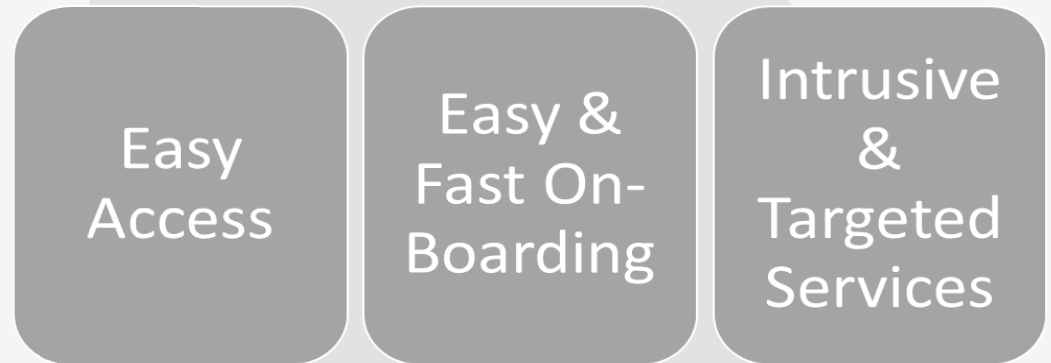 Easy
Access
Easy &
Fast On-
Boarding
Intrusive
&
Targeted
Services